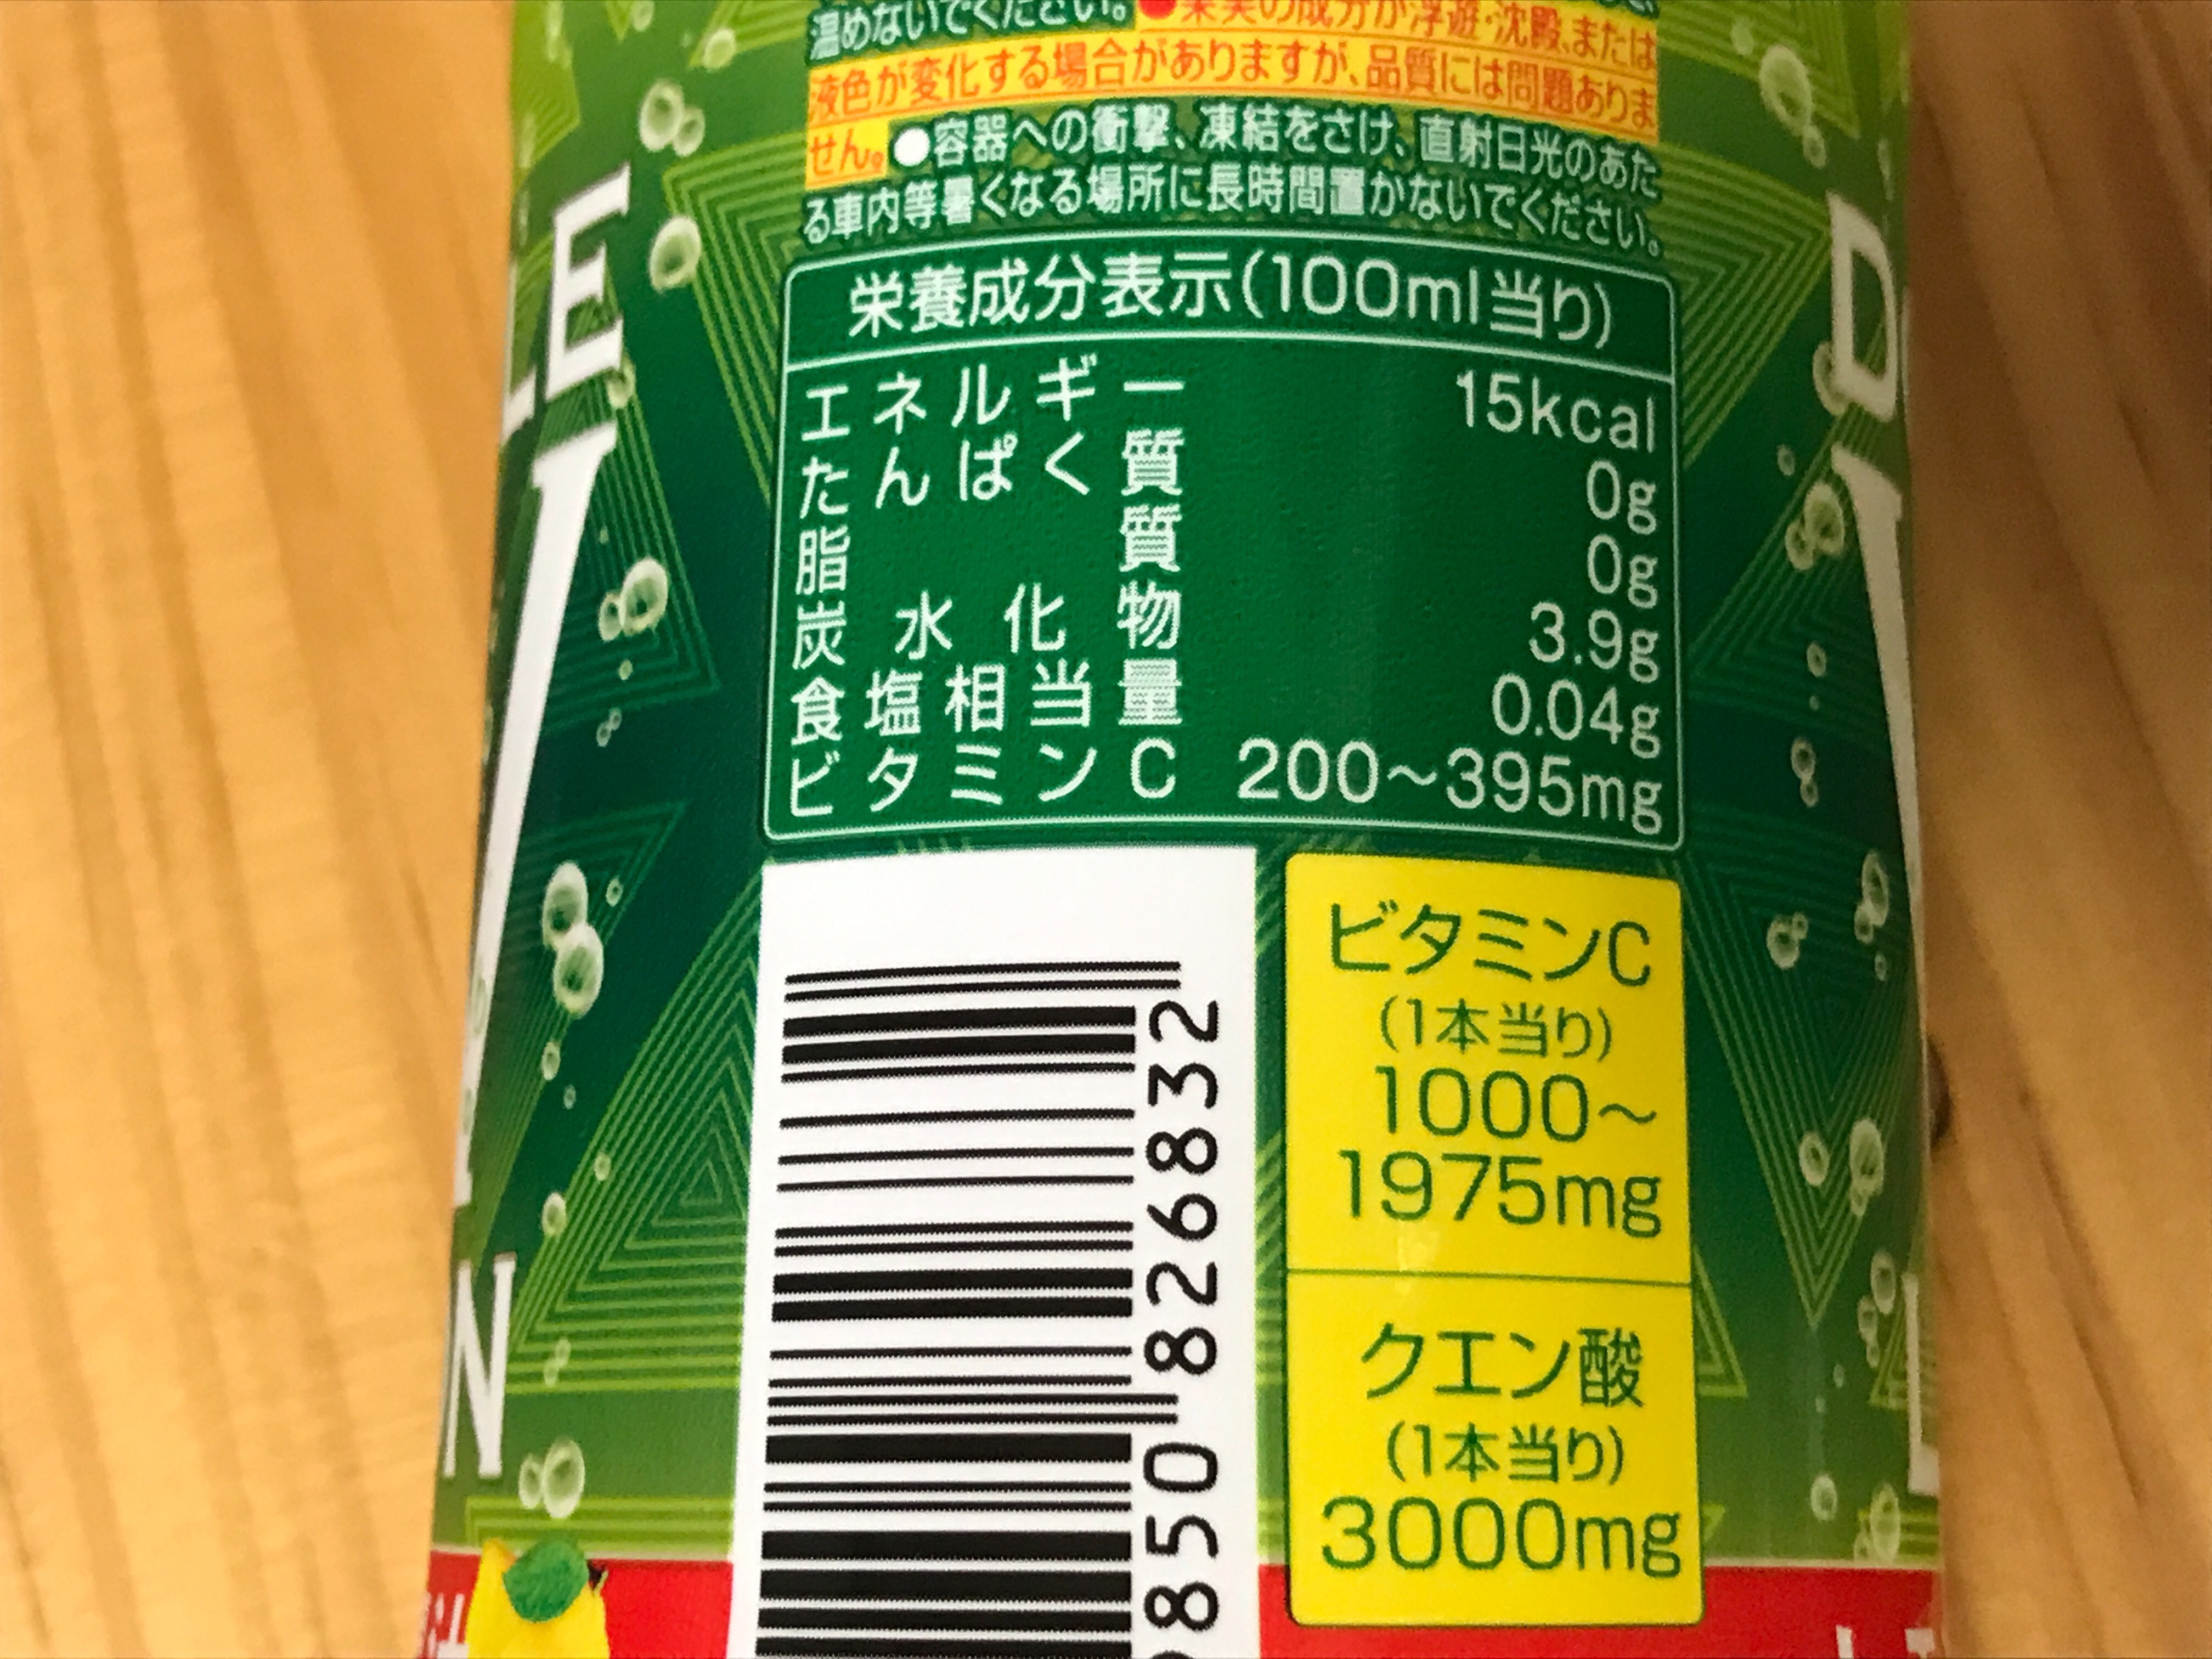 温めないでください。●果実の成分が浮遊・沈殿、または
液色が変化する場合がありますが、品質には問題ありま
せん。●容器への衝撃、凍結をさけ、直射日光のあた
る車内等暑くなる場所に長時間置かないでください。
栄養成分表示(100ml当り)
エネルギー 15kcal
たんぱく質 0g
脂質 0g
炭水化物 3.9g
食塩相当量 0.04g
ビタミンC 200〜395mg
ビタミンC
(1本当り)
1000〜
1975mg
クエン酸
(1本当り)
3000mg
850 826832
LE
N
D